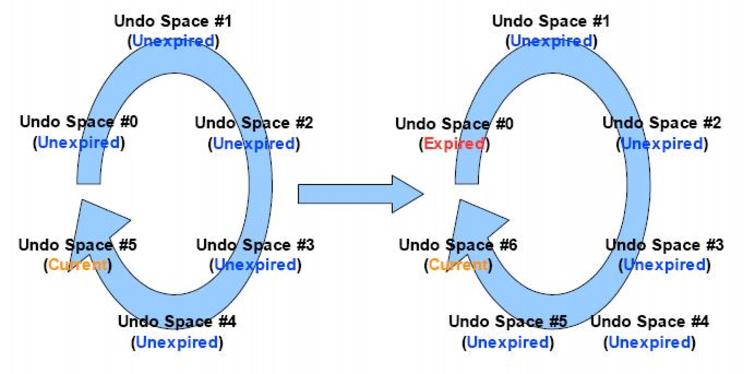 Undo Space #1
(Unexpired)
Undo Space #0
(Unexpired)
Undo Space #2
(Unexpired)
Undo Space #5
(Current)
Undo Space #3
(Unexpired)
Undo Space #4
(Unexpired)
Undo Space #1
(Unexpired)
Undo Space #0
(Expired)
Undo Space #2
(Unexpired)
Undo Space #6
(Current)
Undo Space #3
(Unexpired)
Undo Space #5
(Unexpired)
Undo Space #4
(Unexpired)